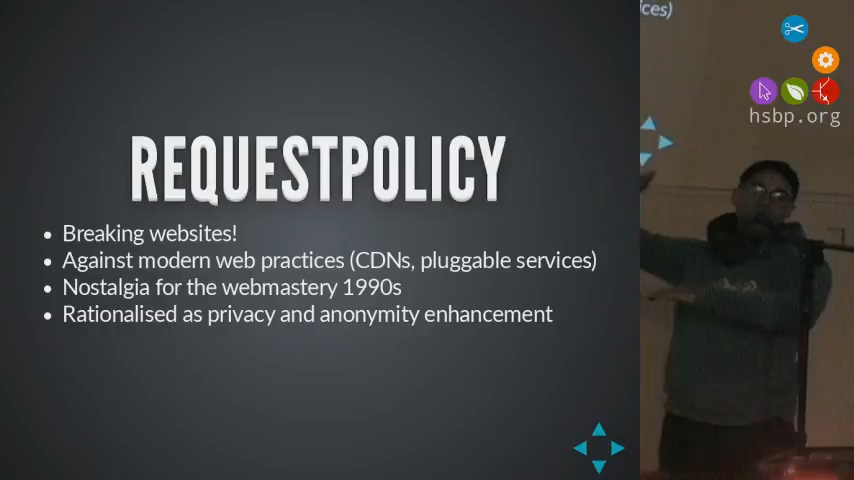 REQUESTPOLICY
Breaking websites!
Against modern web practices (CDNs, pluggable services)
Nostalgia for the webmastery 1990s
Rationalised as privacy and anonymity enhancement
ices)
hsbp.org